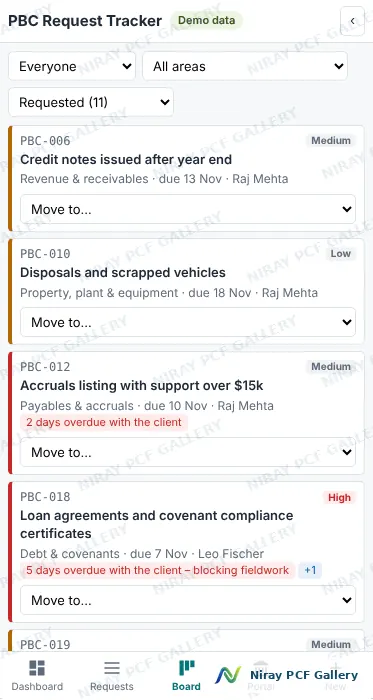 PBC Request Tracker Demo data ‹
Everyone All areas
Requested (11)
PBC-006 Medium
Credit notes issued after year end
Revenue & receivables · due 13 Nov · Raj Mehta
Move to...
PBC-010 Low
Disposals and scrapped vehicles
Property, plant & equipment · due 18 Nov · Raj Mehta
Move to...
PBC-012 Medium
Accruals listing with support over $15k
Payables & accruals · due 10 Nov · Raj Mehta
2 days overdue with the client
Move to...
PBC-018 High
Loan agreements and covenant compliance
certificates
Debt & covenants · due 7 Nov · Leo Fischer
5 days overdue with the client – blocking fieldwork +1
Move to...
PBC-019 Medium
Dashboard Requests Board Portal New
Niray PCF Gallery
NIRAY PCF GALLERY